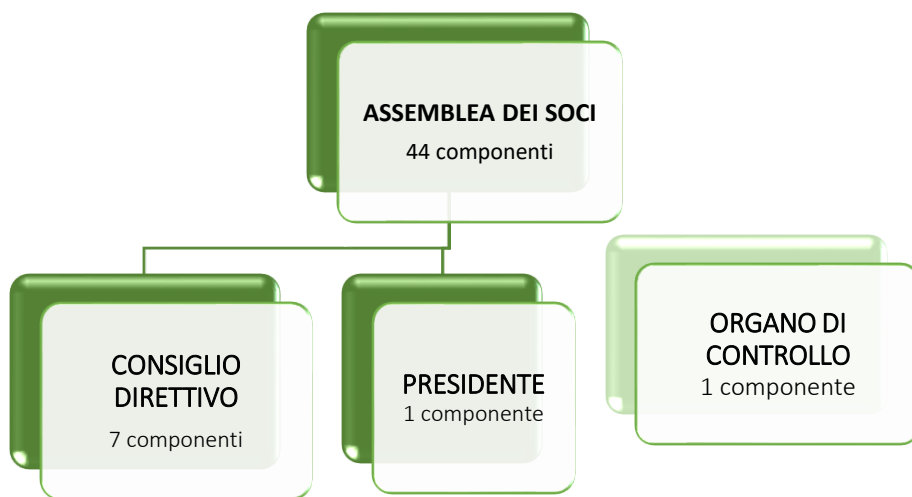 ASSEMBLEA DEI SOCI
44 componenti
CONSIGLIO
DIRETTIVO
7 componenti
PRESIDENTE
1 componente
ORGANO DI
CONTROLLO
1 componente